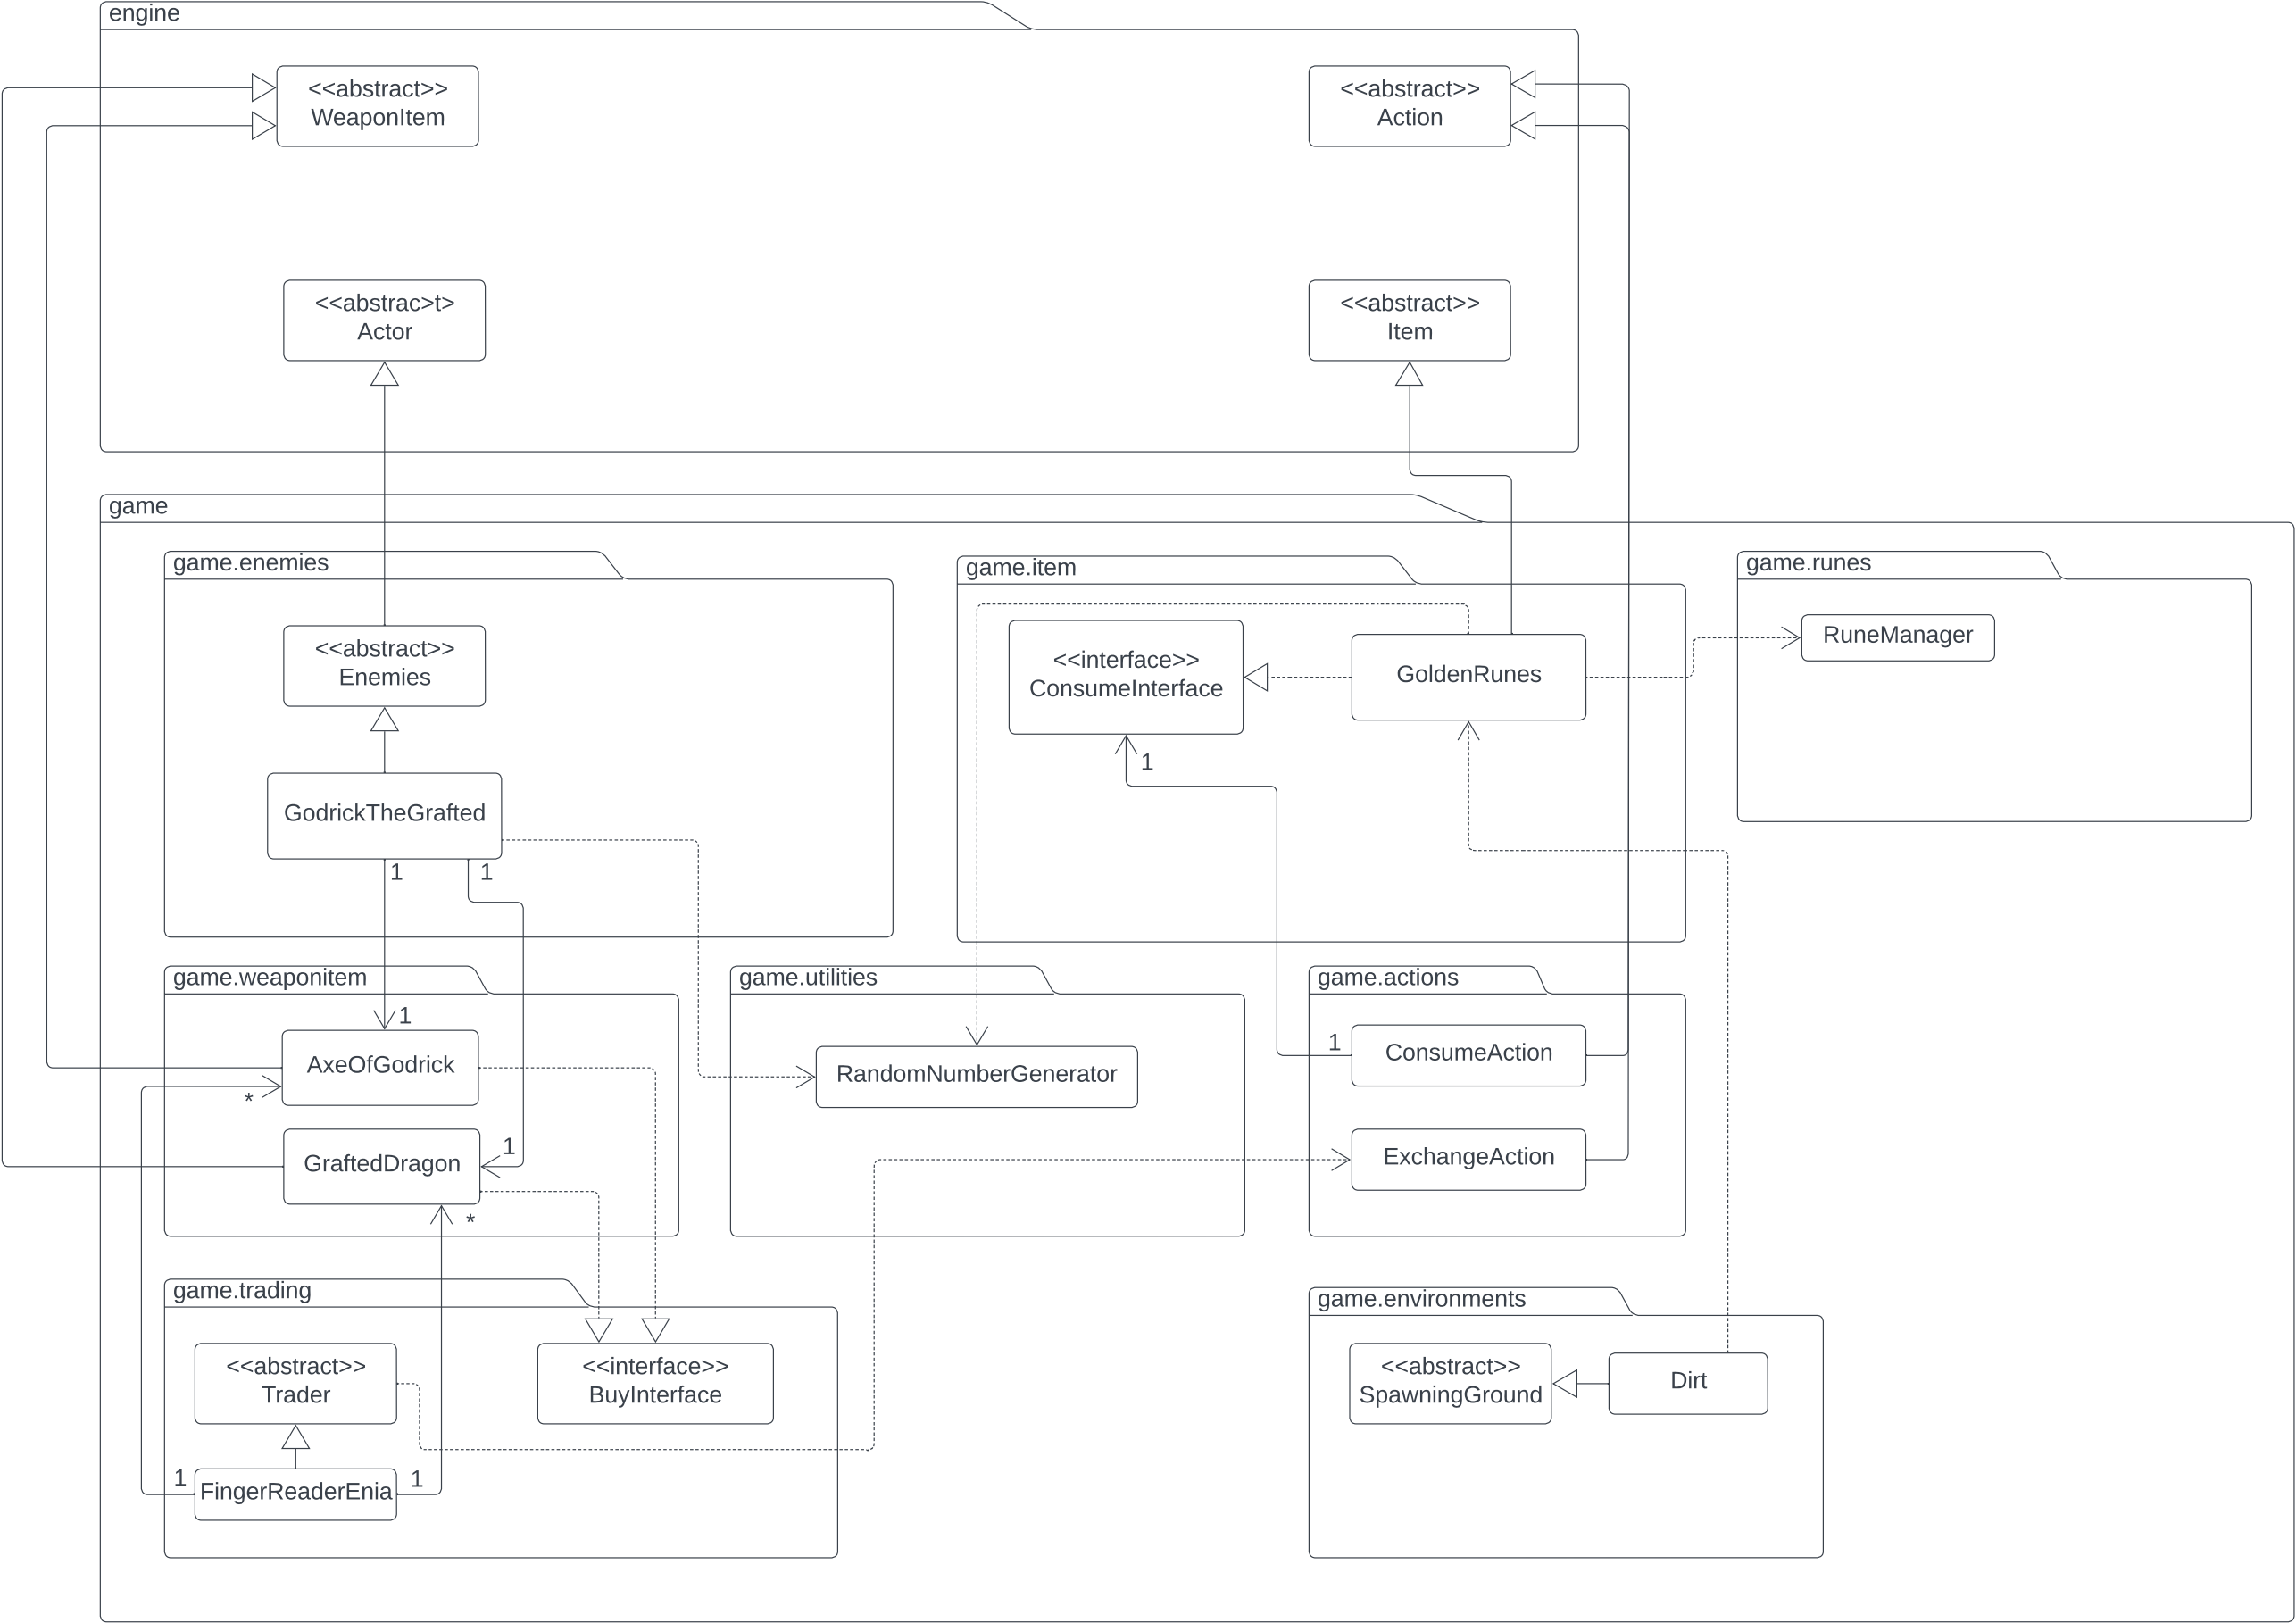 engine
<<abstract>>
WeaponItem
<<abstract>>
Action
<<abstrac>t>
Actor
<<abstract>>
Item
game
game.enemies
game.item
game.runes
<<abstract>>
Enemies
<<interface>>
ConsumeInterface
GoldenRunes
RuneManager
1
GodrickTheGrafted
1
1
game.weaponitem
game.utilities
game.actions
1
AxeOfGodrick
RandomNumberGenerator
1
ConsumeAction
*
1
GraftedDragon
ExchangeAction
*
game.trading
game.environments
<<abstract>>
Trader
<<interface>>
BuyInterface
<<abstract>>
SpawningGround
Dirt
1
FingerReaderEnia
1